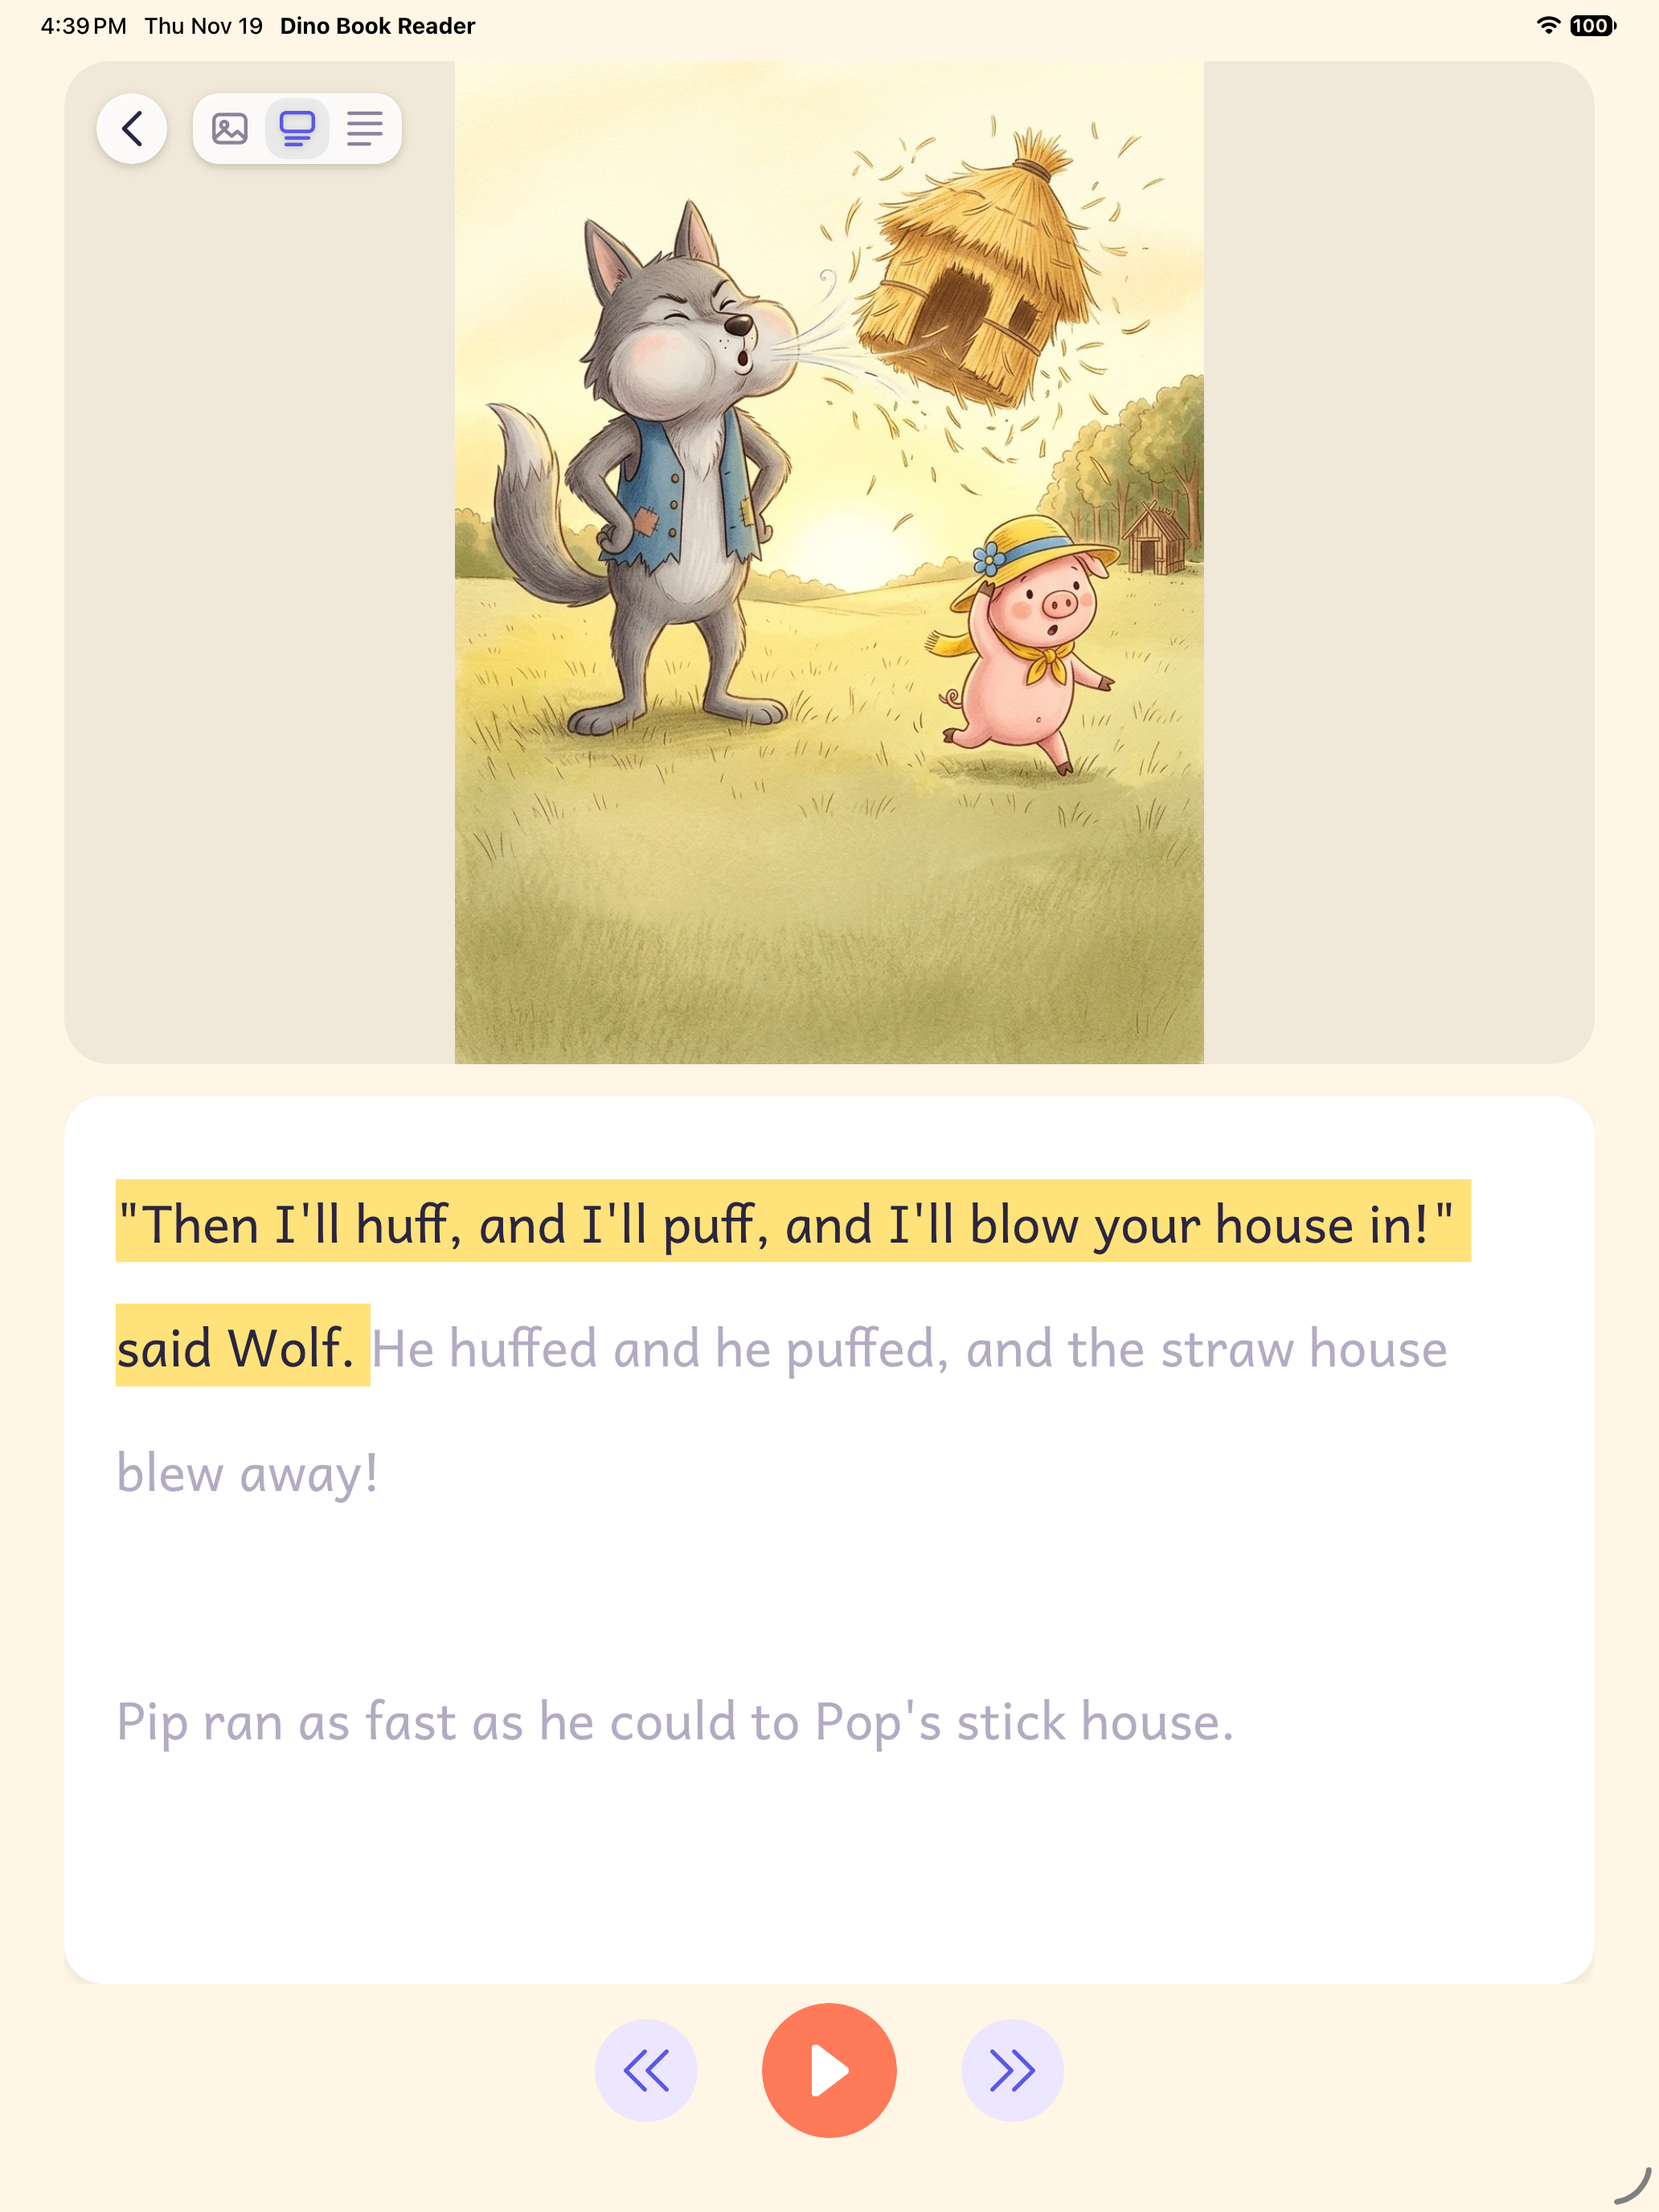 4:39 PM Thu Nov 19 Dino Book Reader 100
"Then I'll huff, and I'll puff, and I'll blow your house in!"
said Wolf. He huffed and he puffed, and the straw house
blew away!
Pip ran as fast as he could to Pop's stick house.